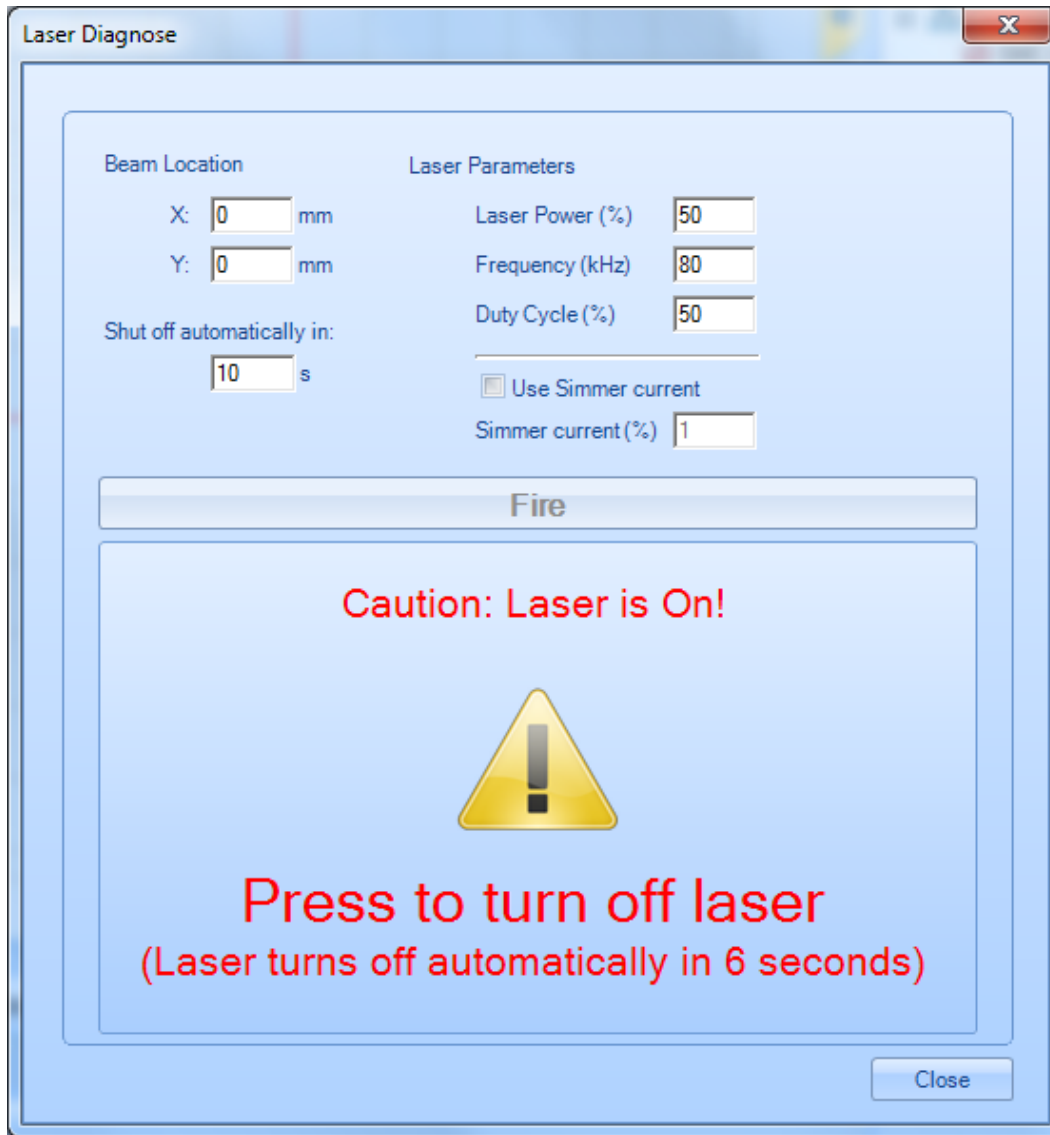 Laser Diagnose
Beam Location
X: 0 mm
Y: 0 mm
Shut off automatically in:
10 s
Laser Parameters
Laser Power (%) 50
Frequency (kHz) 80
Duty Cycle (%) 50
Use Simmer current
Simmer current (%) 1
Fire
Caution: Laser is On!
Press to turn off laser
(Laser turns off automatically in 6 seconds)
Close